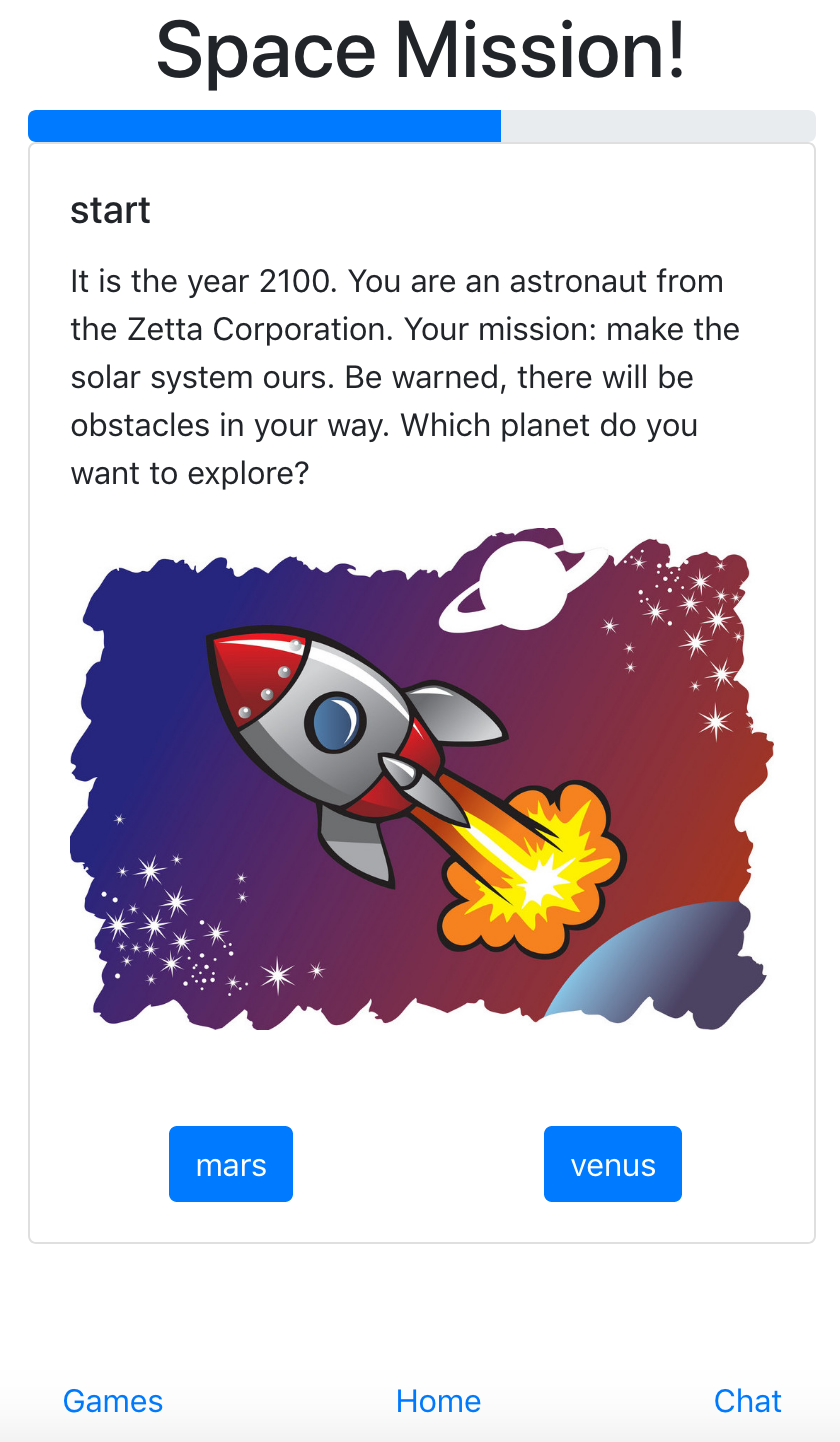 Space Mission!
start
It is the year 2100. You are an astronaut from
the Zetta Corporation. Your mission: make the
solar system ours. Be warned, there will be
obstacles in your way. Which planet do you
want to explore?
mars
venus
Games
Home
Chat